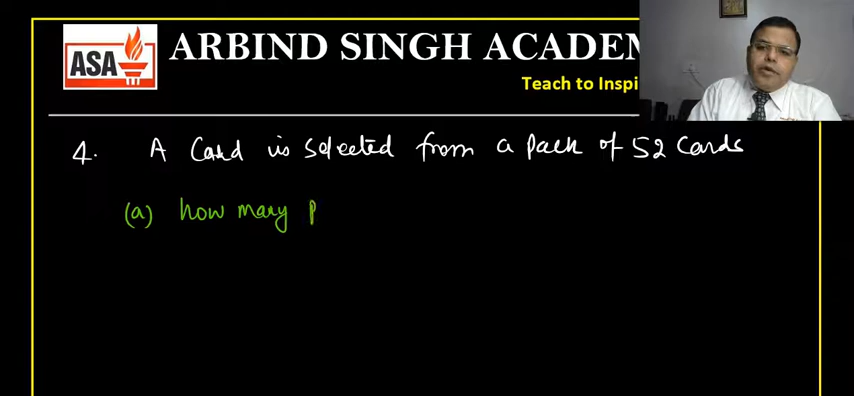 ASA
ARBIND SINGH ACADEM
Teach to Inspi
4. A Card is selected from a pack of 52 Cards
(a) how many p